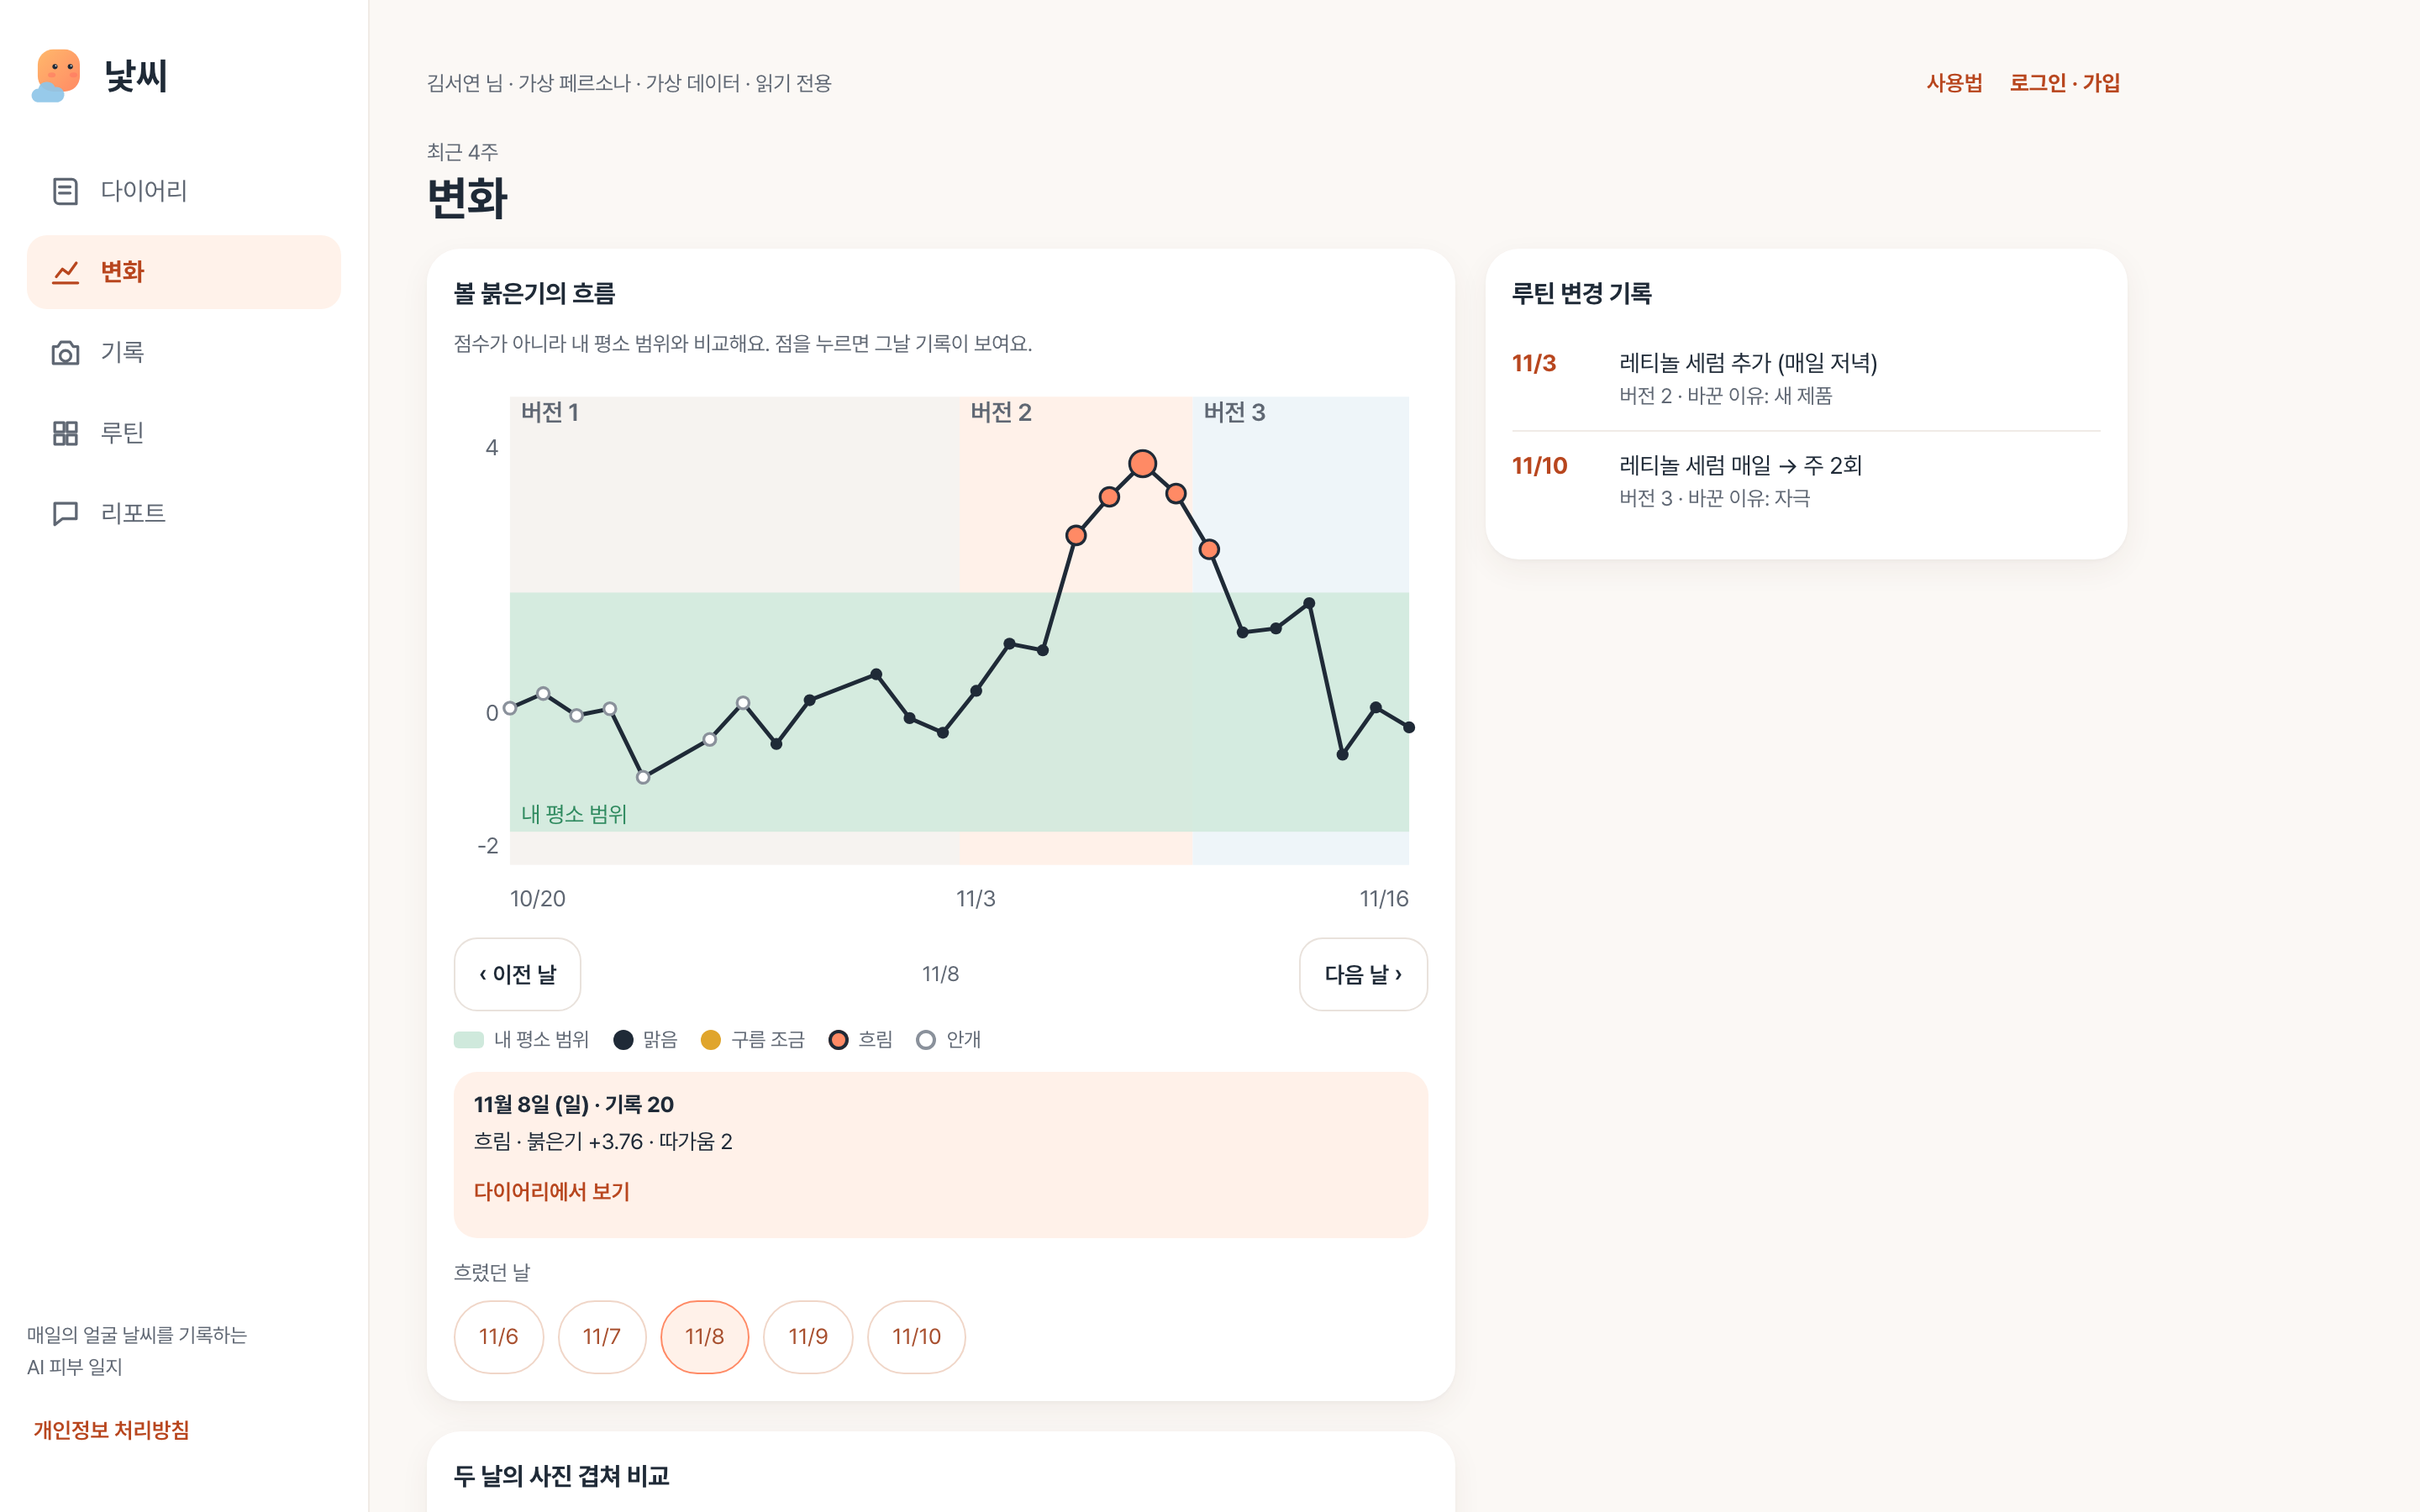 낯씨
다이어리
변화
기록
루틴
리포트
매일의 얼굴 날씨를 기록하는
AI 피부 일지
개인정보 처리방침
김서연 님 · 가상 페르소나 · 가상 데이터 · 읽기 전용
사용법 로그인 · 가입
최근 4주
변화
볼 붉은기의 흐름
점수가 아니라 내 평소 범위와 비교해요. 점을 누르면 그날 기록이 보여요.
버전 1 버전 2 버전 3
4
0
내 평소 범위
-2
10/20 11/3 11/16
‹ 이전 날 11/8 다음 날 ›
내 평소 범위 맑음 구름 조금 흐림 안개
11월 8일 (일) · 기록 20
흐림 · 붉은기 +3.76 · 따가움 2
다이어리에서 보기
흐렸던 날
11/6 11/7 11/8 11/9 11/10
두 날의 사진 겹쳐 비교
루틴 변경 기록
11/3 레티놀 세럼 추가 (매일 저녁)
버전 2 · 바꾼 이유: 새 제품
11/10 레티놀 세럼 매일 → 주 2회
버전 3 · 바꾼 이유: 자극